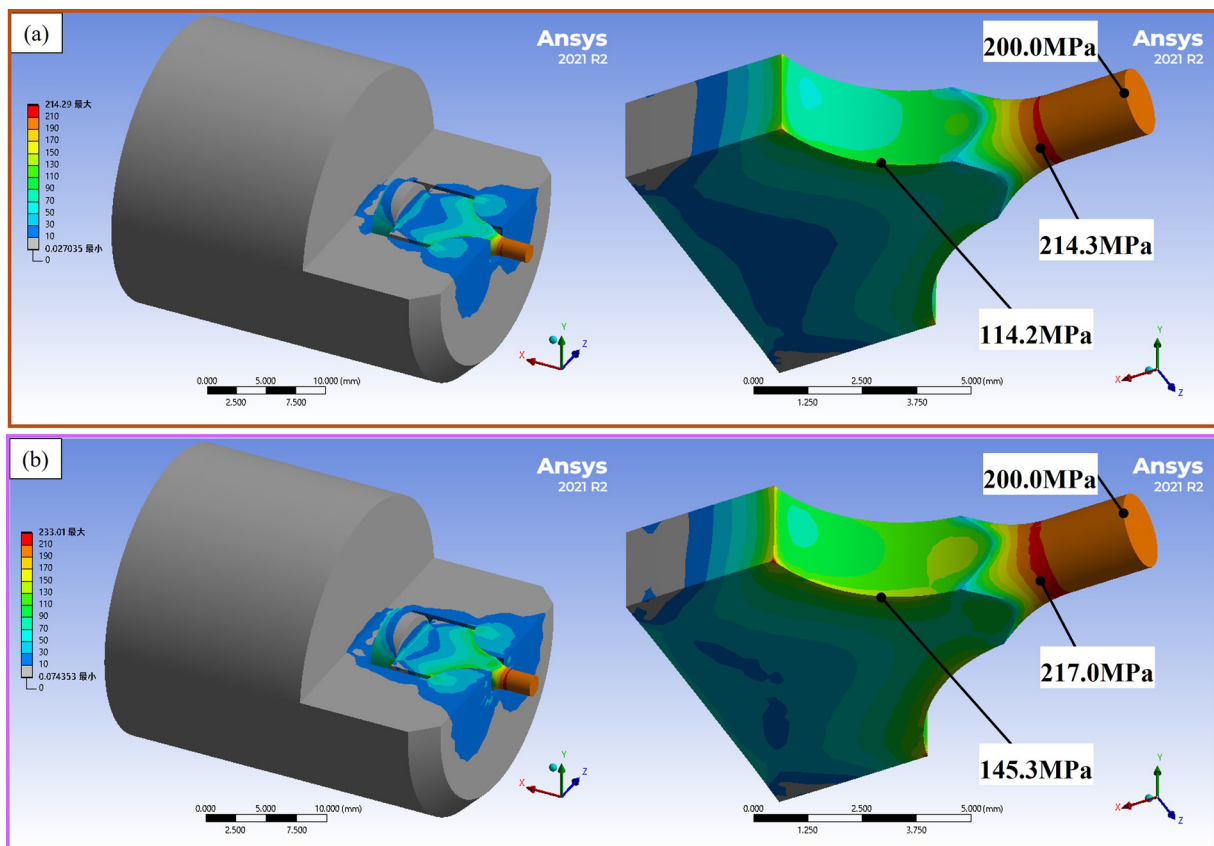 (a)
Ansys
2021 R2
214.29 最大
210
190
170
150
130
110
90
70
50
30
10
0.027035 最小
0
Y
Z
X
0.000 5.000 10.000 (mm)
2.500 7.500
Ansys
2021 R2
200.0MPa
214.3MPa
114.2MPa
Y
X
Z
0.000 2.500 5.000 (mm)
1.250 3.750
(b)
Ansys
2021 R2
233.01 最大
210
190
170
150
130
110
90
70
50
30
10
0.074353 最小
0
Y
Z
X
0.000 5.000 10.000 (mm)
2.500 7.500
Ansys
2021 R2
200.0MPa
217.0MPa
145.3MPa
Y
X
Z
0.000 2.500 5.000 (mm)
1.250 3.750